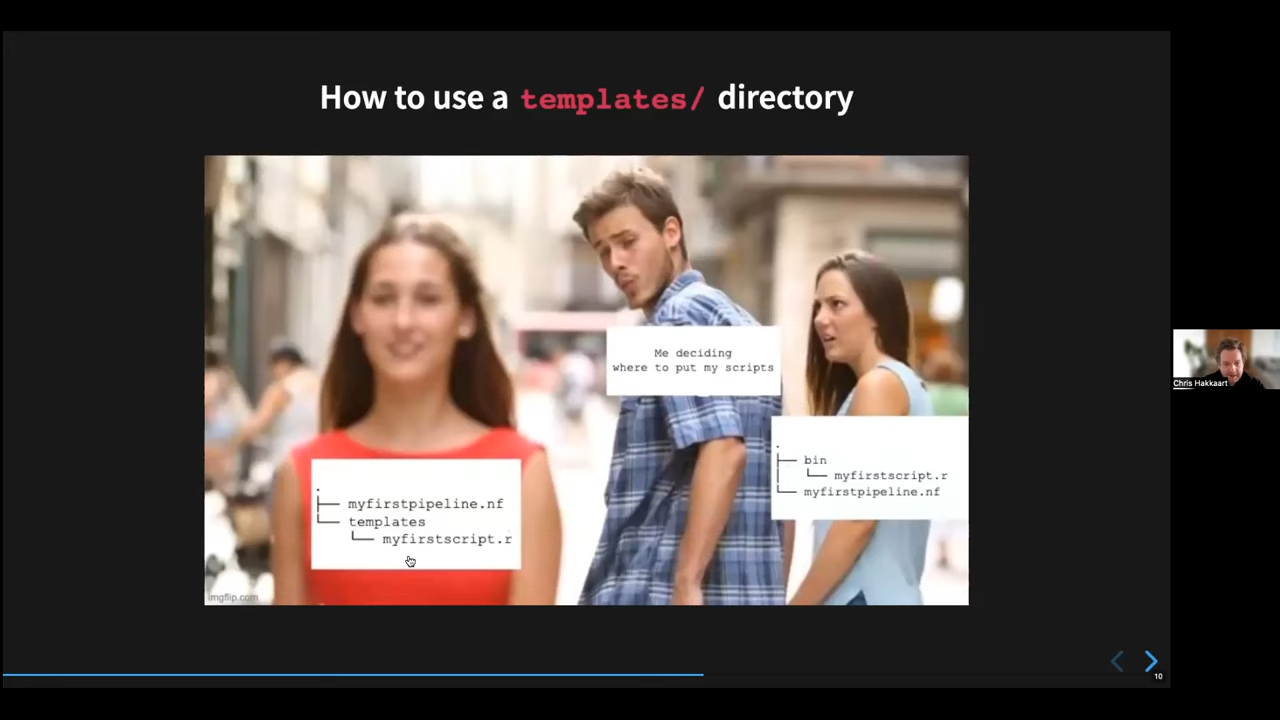 How to use a templates/ directory
Me deciding
where to put my scripts
.
├── bin
│   └── myfirstscript.r
└── myfirstpipeline.nf
.
├── myfirstpipeline.nf
└── templates
    └── myfirstscript.r
imgflip.com
Chris Hakkaart
10